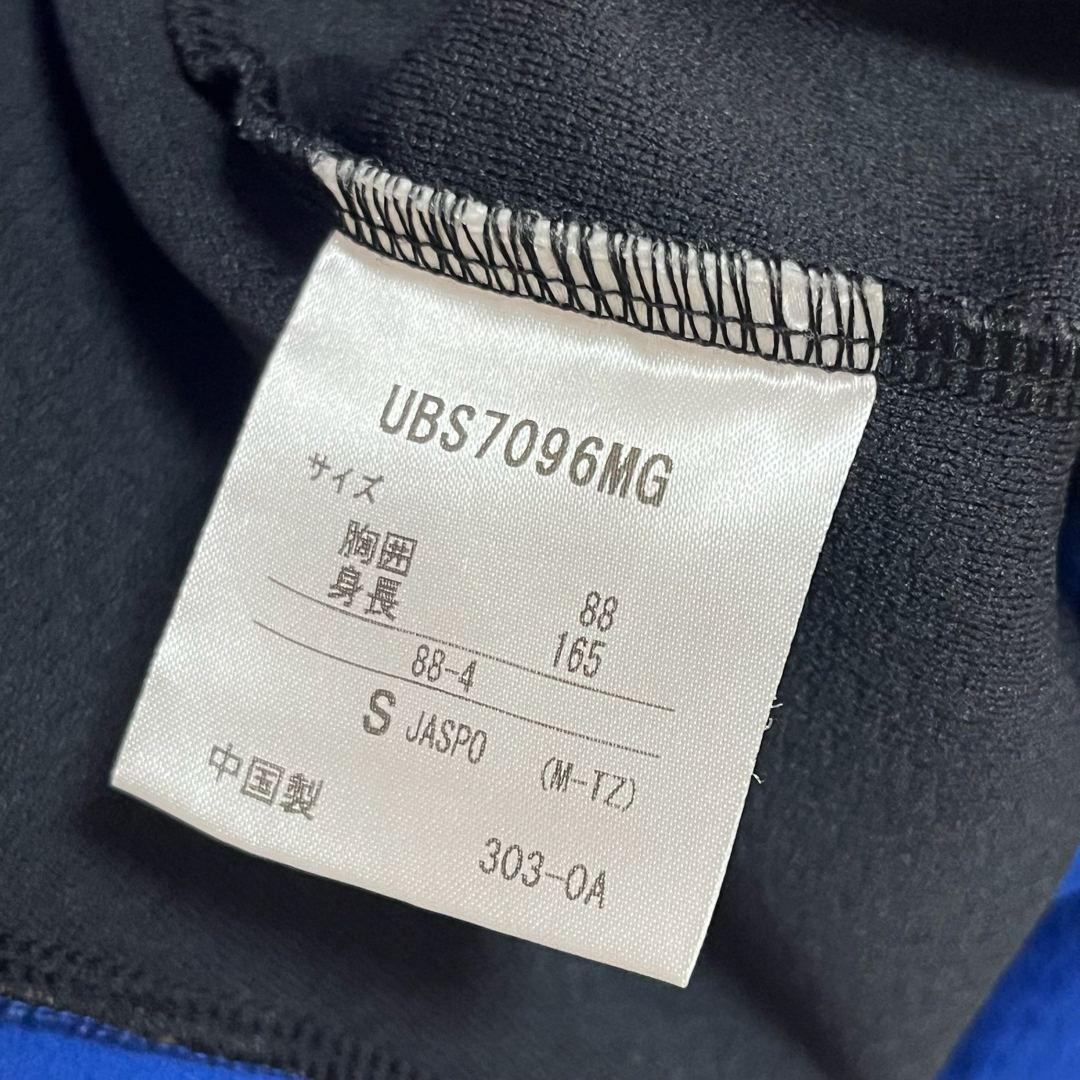 UBS7096MG
サイズ
胸囲 88
身長 165
88-4
S JASPO (M-TZ)
中国製
303-0A